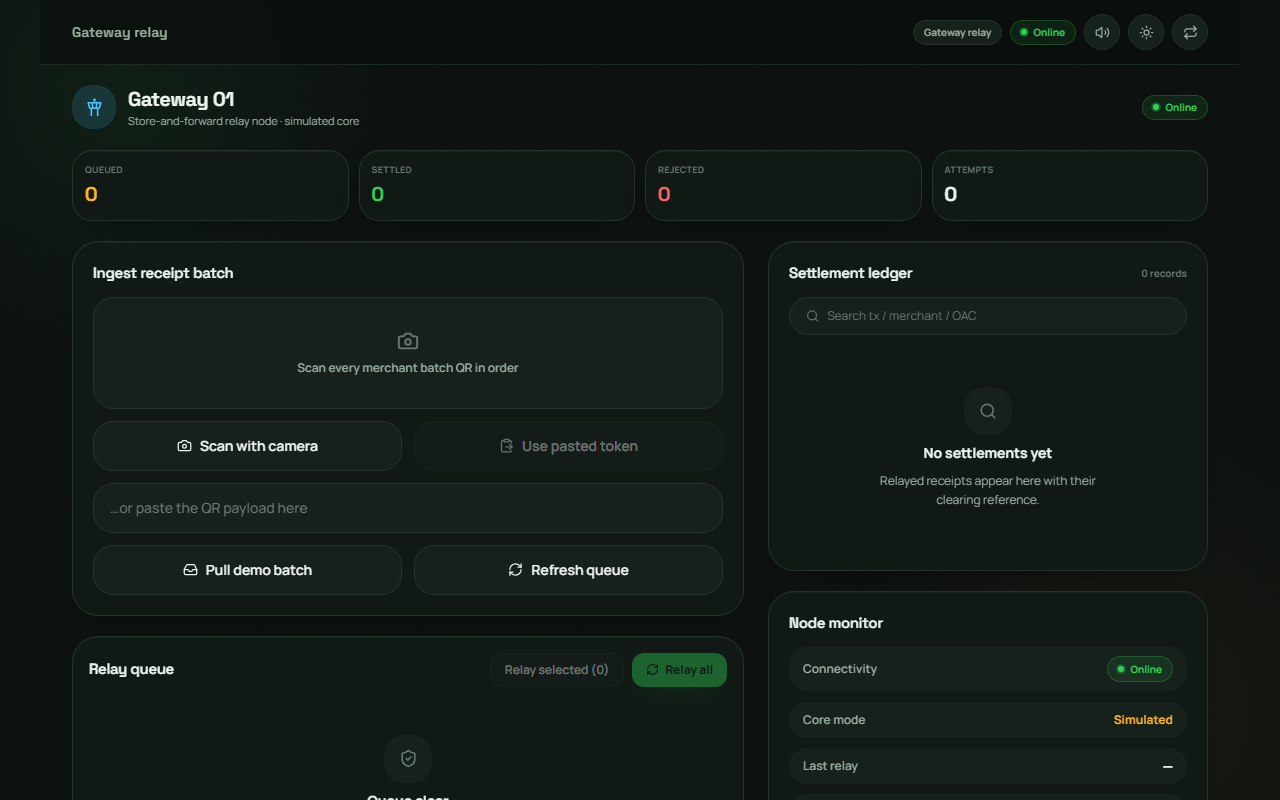 Gateway relay
Gateway relay
Online
Gateway 01
Store-and-forward relay node · simulated core
Online
QUEUED
0
SETTLED
0
REJECTED
0
ATTEMPTS
0
Ingest receipt batch
Scan every merchant batch QR in order
Scan with camera
Use pasted token
...or paste the QR payload here
Pull demo batch
Refresh queue
Relay queue
Relay selected (0)
Relay all
Queue clear
Settlement ledger
0 records
Search tx / merchant / OAC
No settlements yet
Relayed receipts appear here with their
clearing reference.
Node monitor
Connectivity
Online
Core mode
Simulated
Last relay
—